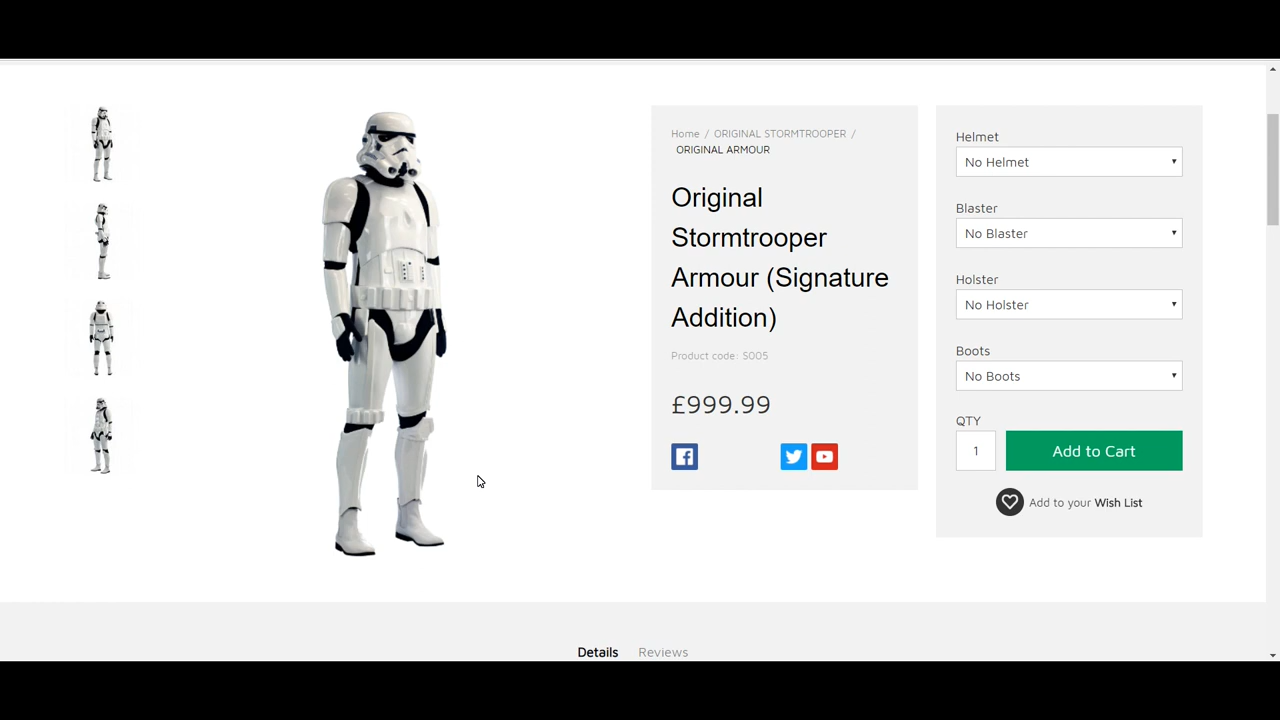 Home / ORIGINAL STORMTROOPER /
ORIGINAL ARMOUR
Original
Stormtrooper
Armour (Signature
Addition)
Product code: S005
£999.99
Helmet
No Helmet
Blaster
No Blaster
Holster
No Holster
Boots
No Boots
QTY
1
Add to Cart
Add to your Wish List
Details
Reviews